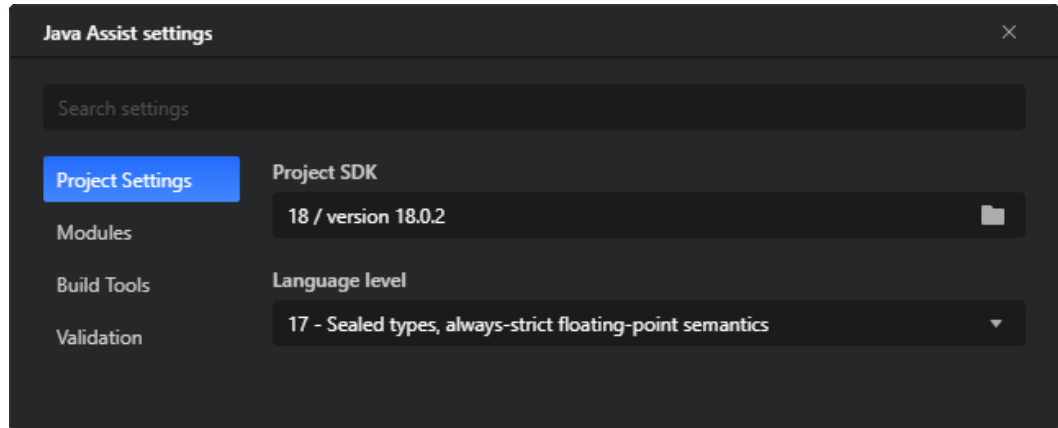 Java Assist settings
Search settings
Project Settings
Modules
Build Tools
Validation
Project SDK
18 / version 18.0.2
Language level
17 - Sealed types, always-strict floating-point semantics